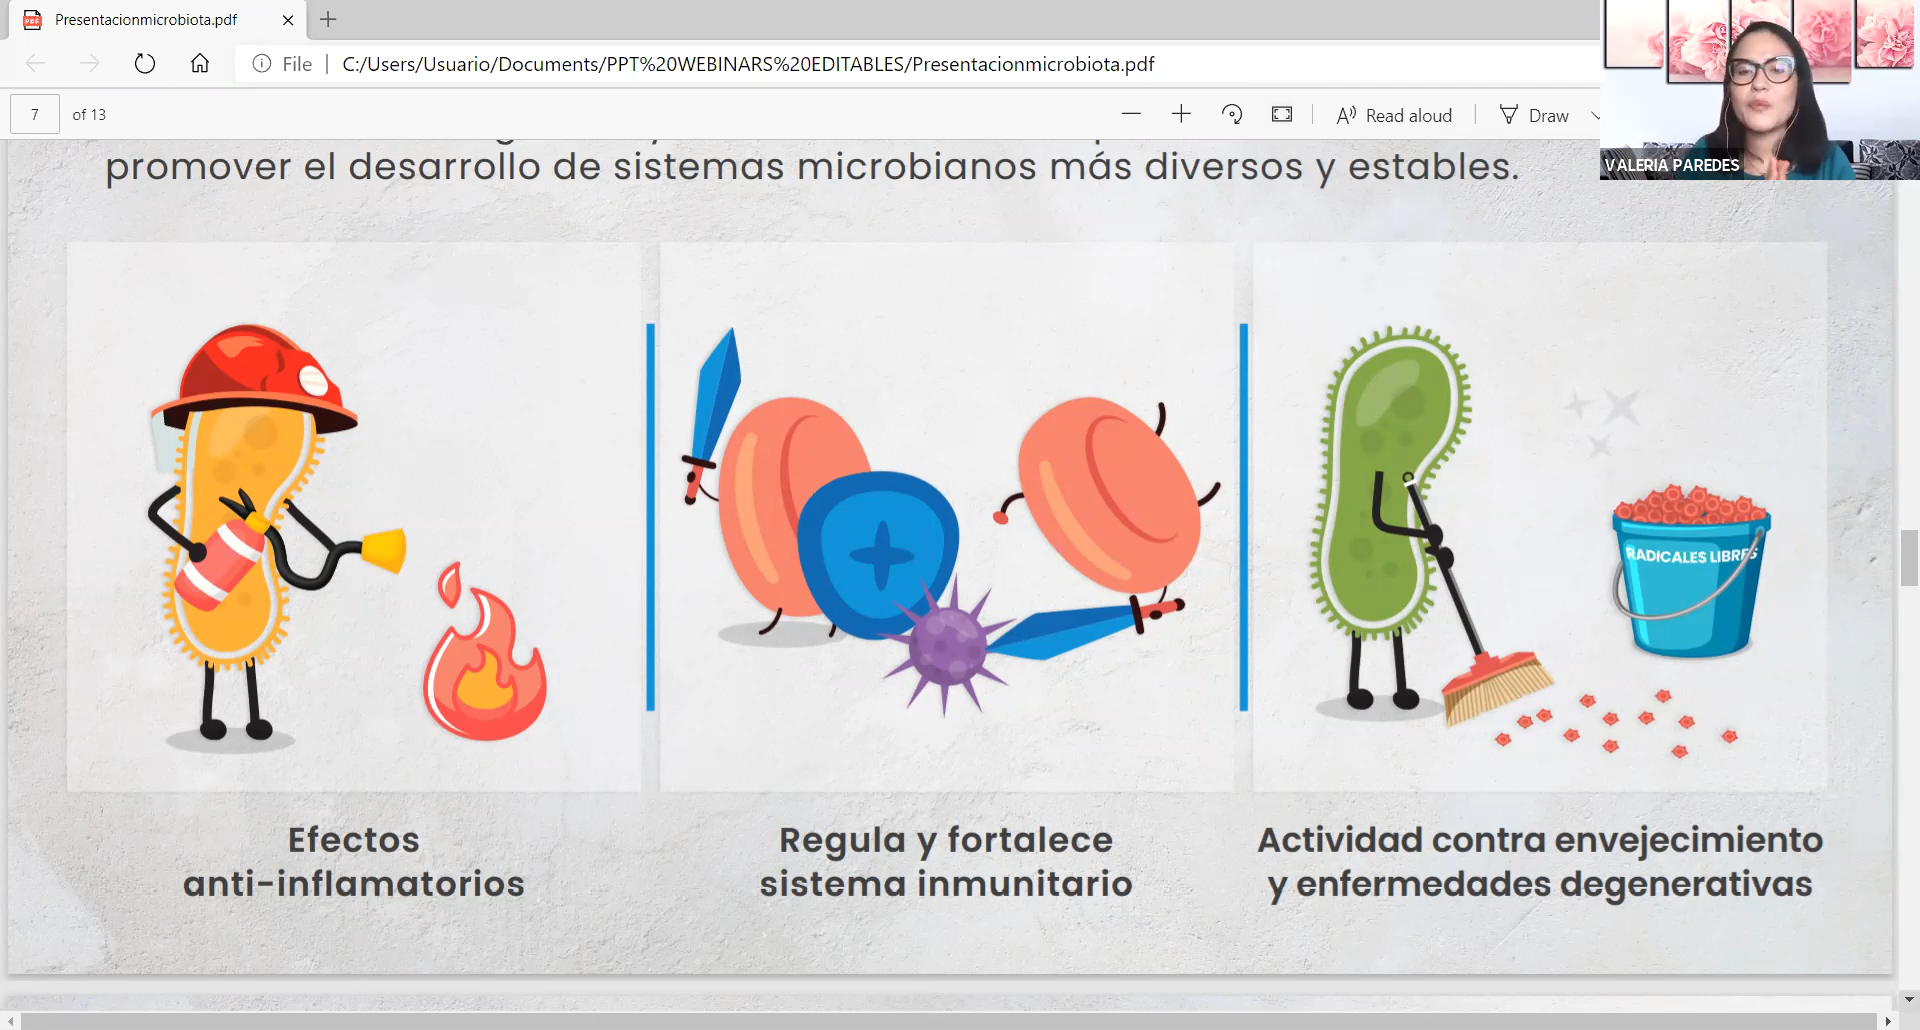 Presentacionmicrobiota.pdf
File
C:/Users/Usuario/Documents/PPT%20WEBINARS%20EDITABLES/Presentacionmicrobiota.pdf
7 of 13
Read aloud
Draw
VALERIA PAREDES
promover el desarrollo de sistemas microbianos más diversos y estables.
RADICALES LIBRES
Efectos
anti-inflamatorios
Regula y fortalece
sistema inmunitario
Actividad contra envejecimiento
y enfermedades degenerativas